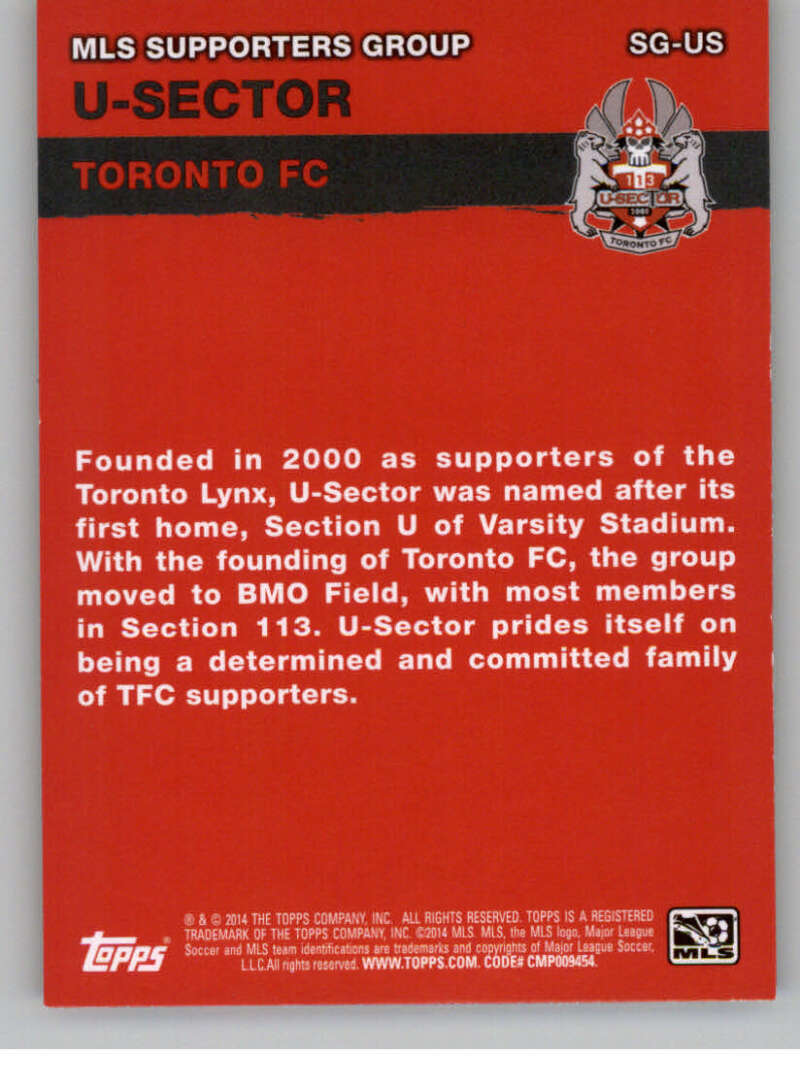 MLS SUPPORTERS GROUP
SG-US
U-SECTOR
TORONTO FC
113
U-SECTOR
2000
TORONTO FC
Founded in 2000 as supporters of the
Toronto Lynx, U-Sector was named after its
first home, Section U of Varsity Stadium.
With the founding of Toronto FC, the group
moved to BMO Field, with most members
in Section 113. U-Sector prides itself on
being a determined and committed family
of TFC supporters.
topps®
® & © 2014 THE TOPPS COMPANY, INC. ALL RIGHTS RESERVED. TOPPS IS A REGISTERED
TRADEMARK OF THE TOPPS COMPANY, INC. ©2014 MLS. MLS, the MLS logo, Major League
Soccer and MLS team identifications are trademarks and copyrights of Major League Soccer,
L.L.C.All rights reserved. WWW.TOPPS.COM. CODE# CMP009454.
MLS